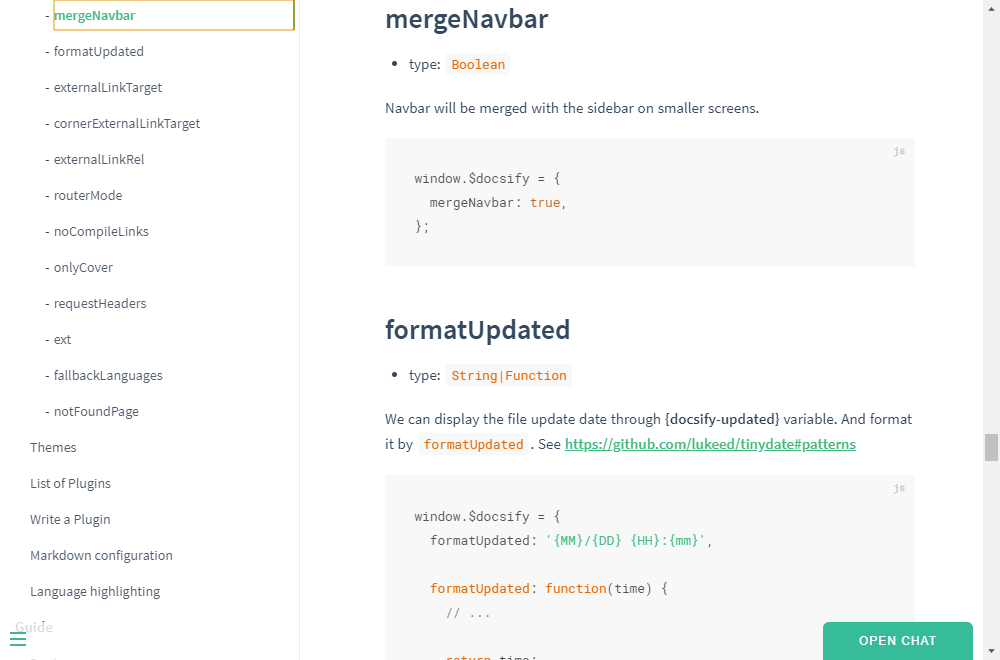 - mergeNavbar
- formatUpdated
- externalLinkTarget
- cornerExternalLinkTarget
- externalLinkRel
- routerMode
- noCompileLinks
- onlyCover
- requestHeaders
- ext
- fallbackLanguages
- notFoundPage
Themes
List of Plugins
Write a Plugin
Markdown configuration
Language highlighting
Guide
mergeNavbar
• type: Boolean
Navbar will be merged with the sidebar on smaller screens.
js
window.$docsify = {
mergeNavbar: true,
};
formatUpdated
• type: String|Function
We can display the file update date through {docsify-updated} variable. And format
it by formatUpdated . See https://github.com/lukeed/tinydate#patterns
js
window.$docsify = {
formatUpdated: '{MM}/{DD} {HH}:{mm}',
formatUpdated: function(time) {
// ...
return time;
OPEN CHAT